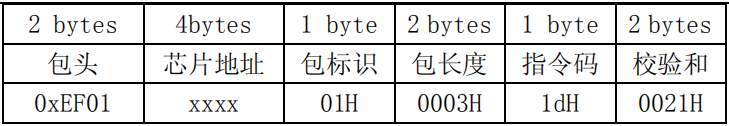 2 bytes 4bytes 1 byte 2 bytes 1 byte 2 bytes
包头 芯片地址 包标识 包长度 指令码 校验和
0xEF01 xxxx 01H 0003H 1dH 0021H